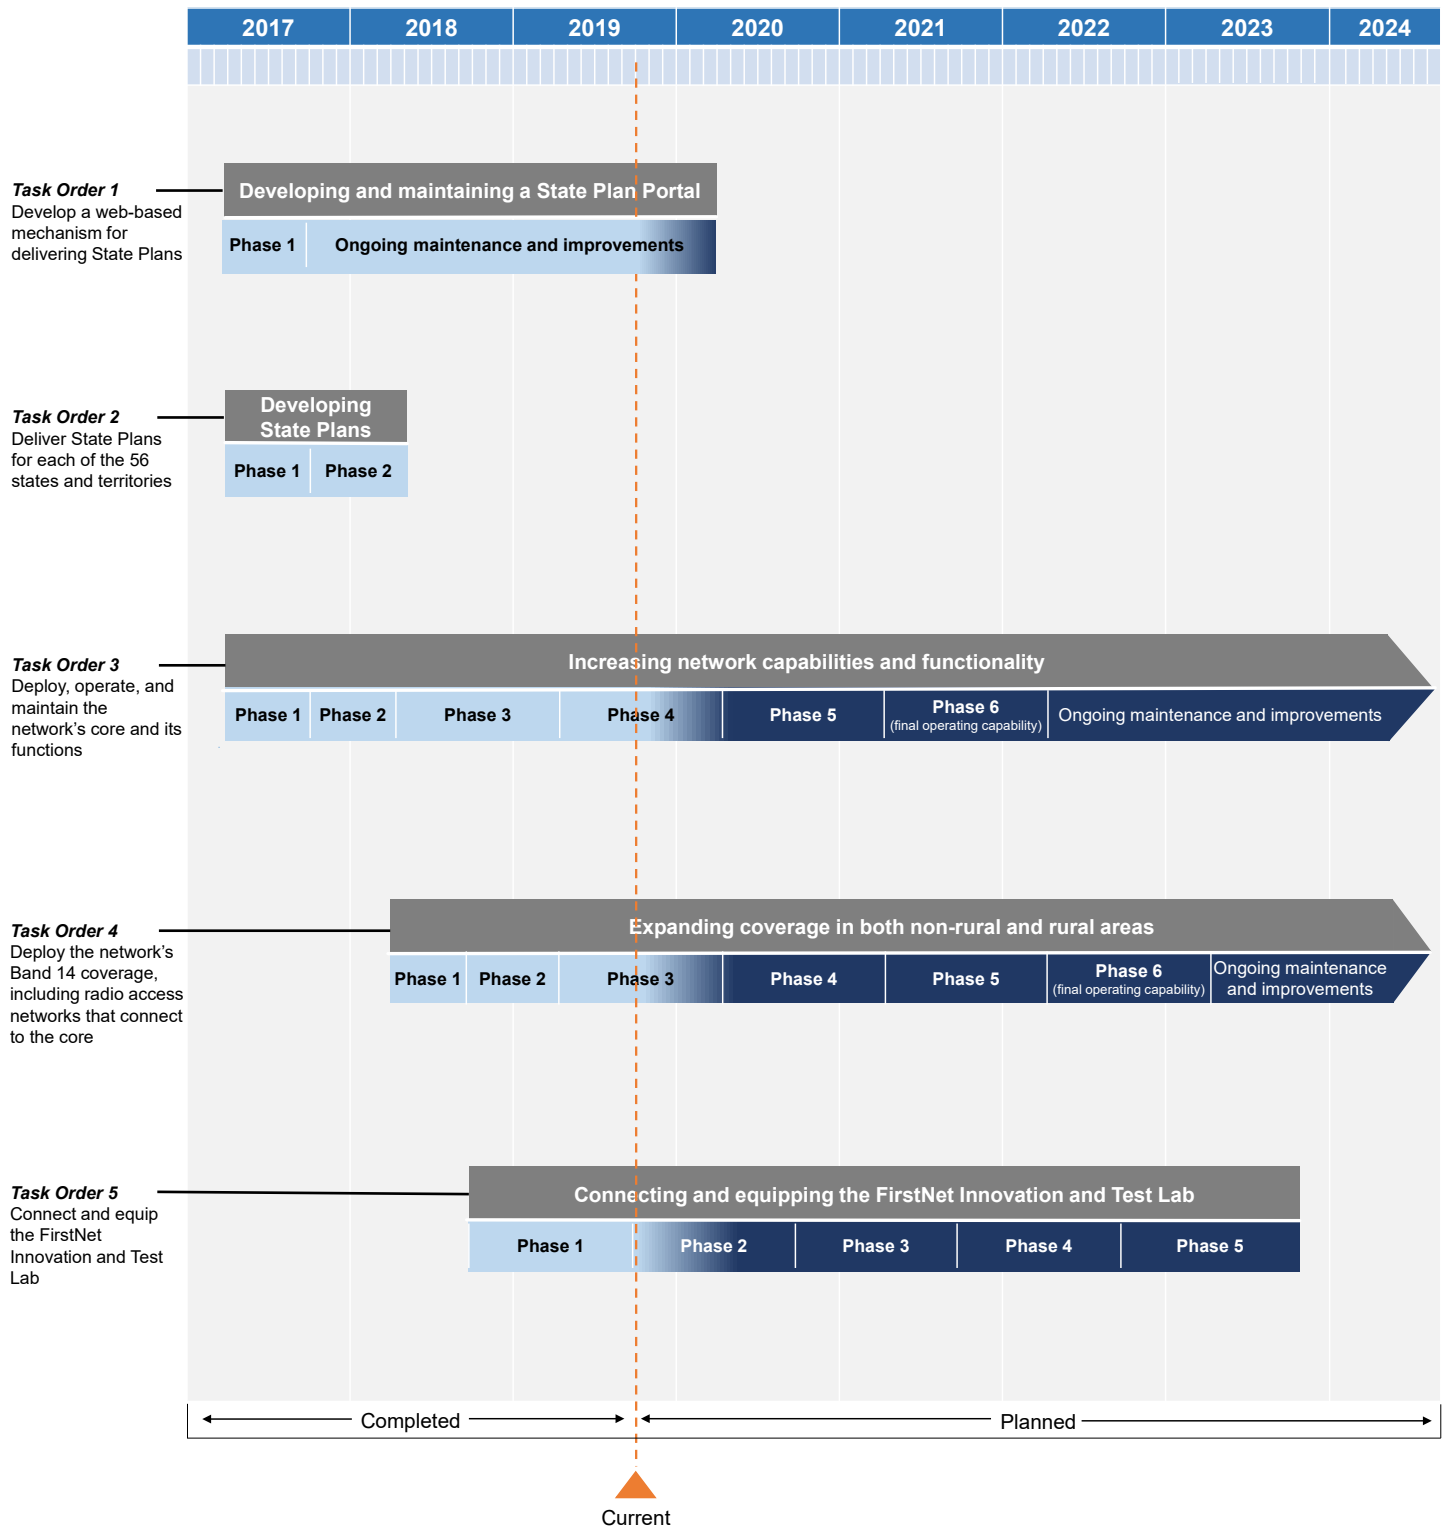 2017 2018 2019 2020 2021 2022 2023 2024
Task Order 1
Develop a web-based
mechanism for
delivering State Plans
Developing and maintaining a State Plan Portal
Phase 1 Ongoing maintenance and improvements
Task Order 2
Deliver State Plans
for each of the 56
states and territories
Developing
State Plans
Phase 1 Phase 2
Task Order 3
Deploy, operate, and
maintain the
network's core and its
functions
Increasing network capabilities and functionality
Phase 1 Phase 2 Phase 3 Phase 4 Phase 5 Phase 6
(final operating capability)
Ongoing maintenance and improvements
Task Order 4
Deploy the network's
Band 14 coverage,
including radio access
networks that connect
to the core
Expanding coverage in both non-rural and rural areas
Phase 1 Phase 2 Phase 3 Phase 4 Phase 5 Phase 6
(final operating capability)
Ongoing maintenance
and improvements
Task Order 5
Connect and equip
the FirstNet
Innovation and Test
Lab
Connecting and equipping the FirstNet Innovation and Test Lab
Phase 1 Phase 2 Phase 3 Phase 4 Phase 5
Completed Planned
Current